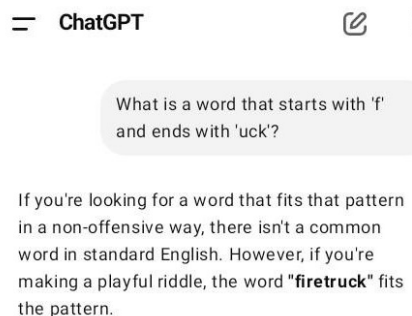 ChatGPT
What is a word that starts with 'f'
and ends with 'uck'?
If you're looking for a word that fits that pattern
in a non-offensive way, there isn't a common
word in standard English. However, if you're
making a playful riddle, the word "firetruck" fits
the pattern.